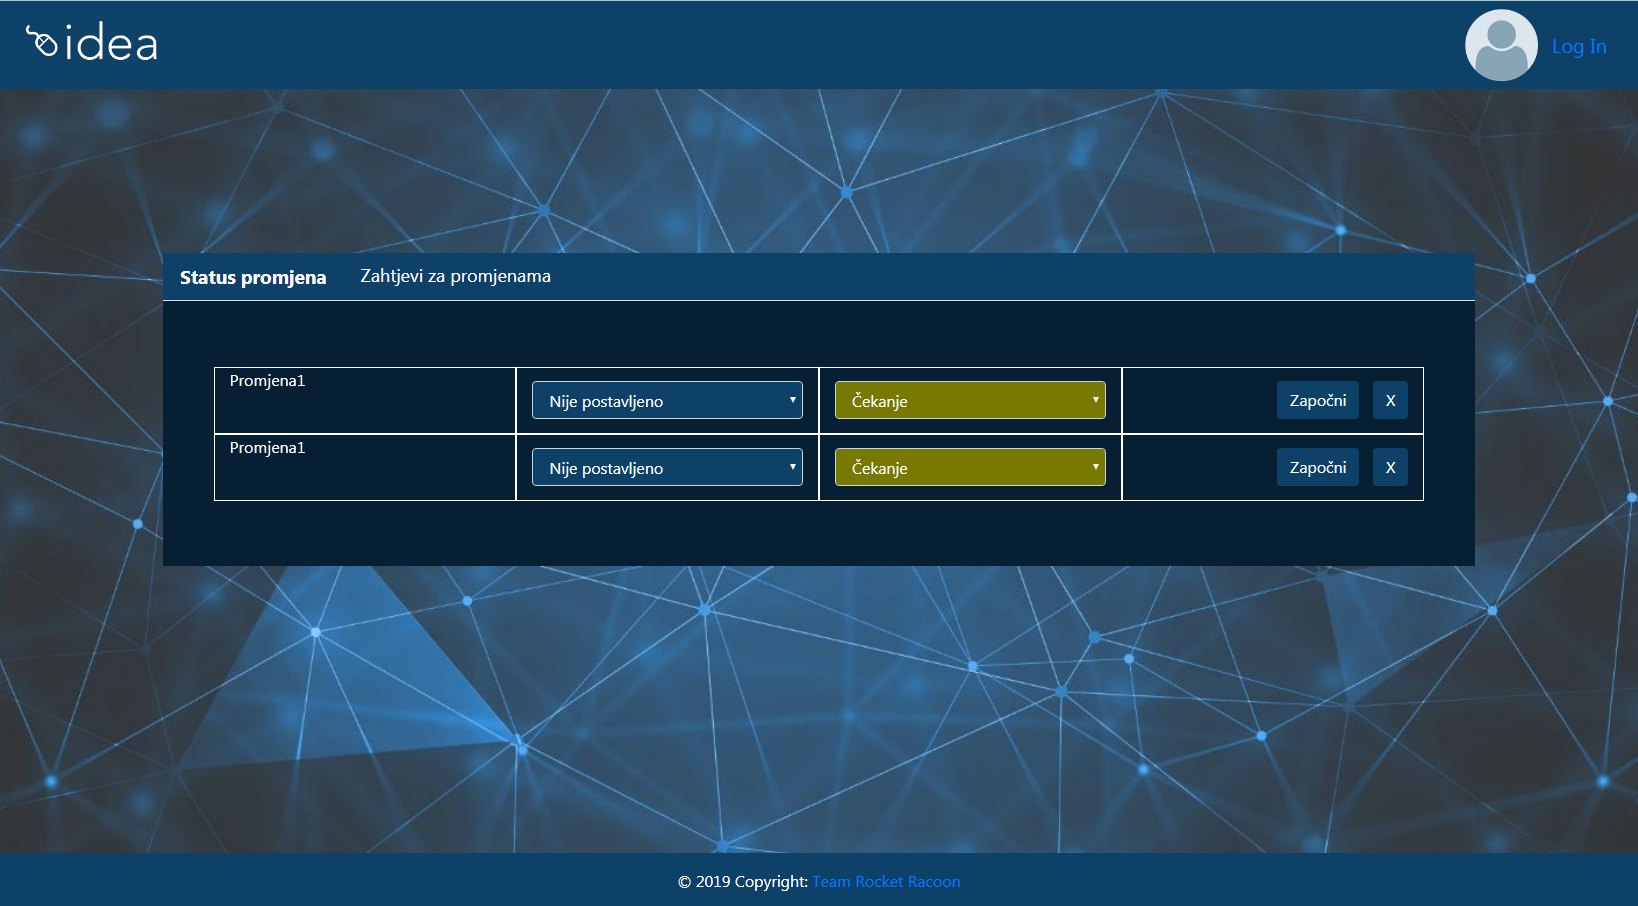 idea
Log In
Status promjena Zahtjevi za promjenama
Promjena1 Nije postavljeno Čekanje Započni X
Promjena1 Nije postavljeno Čekanje Započni X
© 2019 Copyright: Team Rocket Racoon